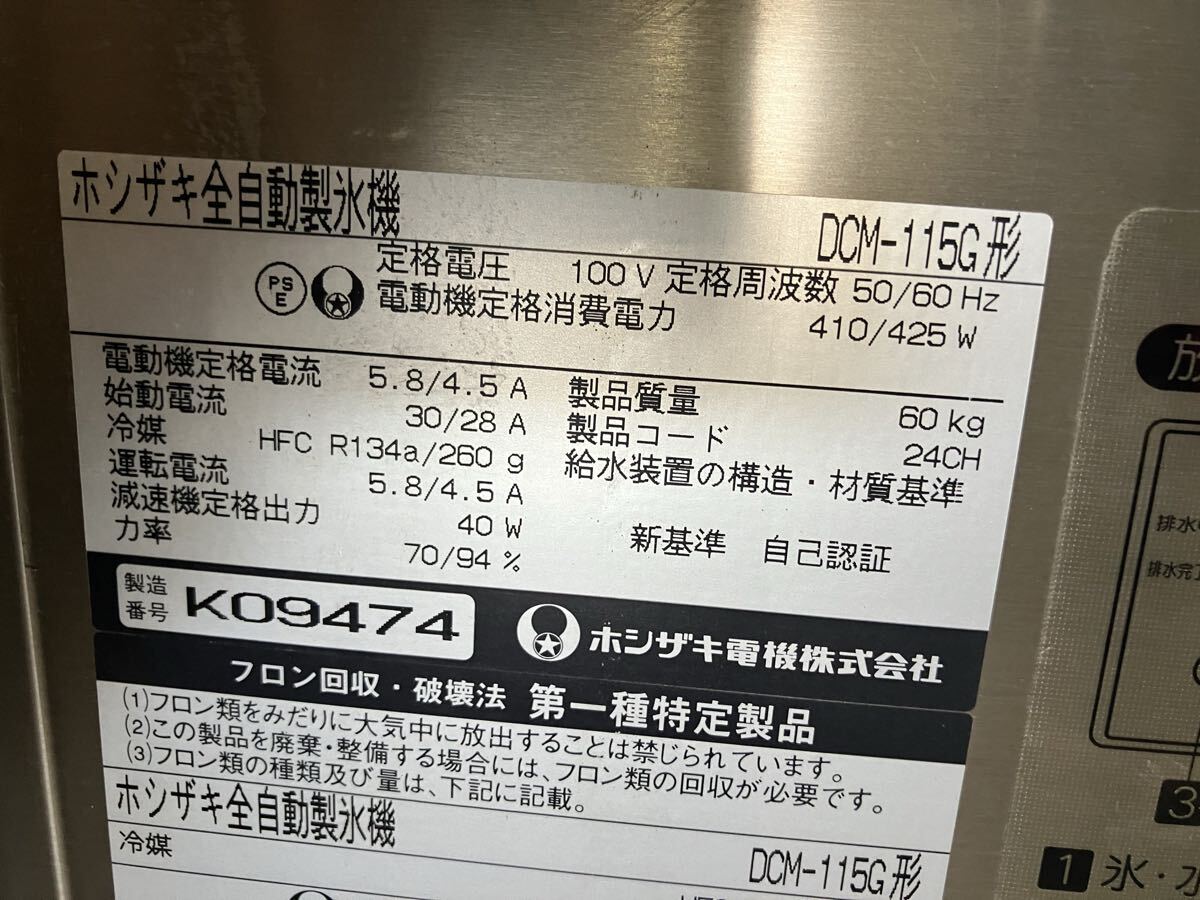 ホシザキ全自動製氷機
DCM-115G形
PS
E
定格電圧 100 V 定格周波数 50/60 Hz
電動機定格消費電力 410/425 W
電動機定格電流 5.8/4.5 A
始動電流 30/28 A
冷媒 HFC R134a/260 g
運転電流 5.8/4.5 A
減速機定格出力 40 W
力率 70/94 %
製品質量 60 kg
製品コード 24CH
給水装置の構造・材質基準
新基準 自己認証
製造
番号 K09474
ホシザキ電機株式会社
フロン回収・破壊法 第一種特定製品
(1)フロン類をみだりに大気中に放出することは禁じられています。
(2)この製品を廃棄・整備する場合には、フロン類の回収が必要です。
(3)フロン類の種類及び量は、下記に記載。
ホシザキ全自動製氷機
DCM-115G形
冷媒
放
排水
排水完了
3
1 氷・水